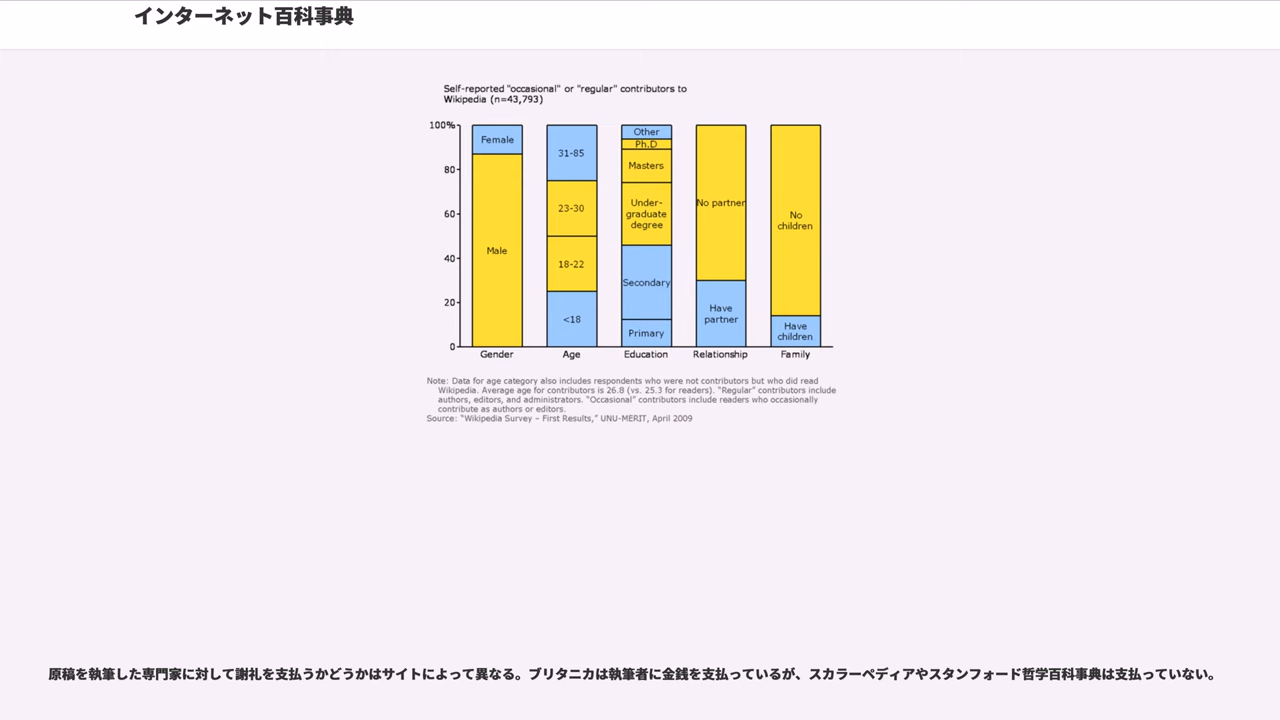 インターネット百科事典
Self-reported "occasional" or "regular" contributors to
Wikipedia (n=43,793)
100%
80
60
40
20
0
Female
Male
Gender
31-85
23-30
18-22
<18
Age
Other
Ph.D
Masters
Under-
graduate
degree
Secondary
Primary
Education
No partner
Have
partner
Relationship
No
children
Have
children
Family
Note: Data for age category also includes respondents who were not contributors but who did read
Wikipedia. Average age for contributors is 26.8 (vs. 25.3 for readers). "Regular" contributors include
authors, editors, and administrators. "Occasional" contributors include readers who occasionally
contribute as authors or editors.
Source: "Wikipedia Survey – First Results," UNU-MERIT, April 2009
原稿を執筆した専門家に対して謝礼を支払うかどうかはサイトによって異なる。ブリタニカは執筆者に金銭を支払っているが、スカラーペディアやスタンフォード哲学百科事典は支払っていない。